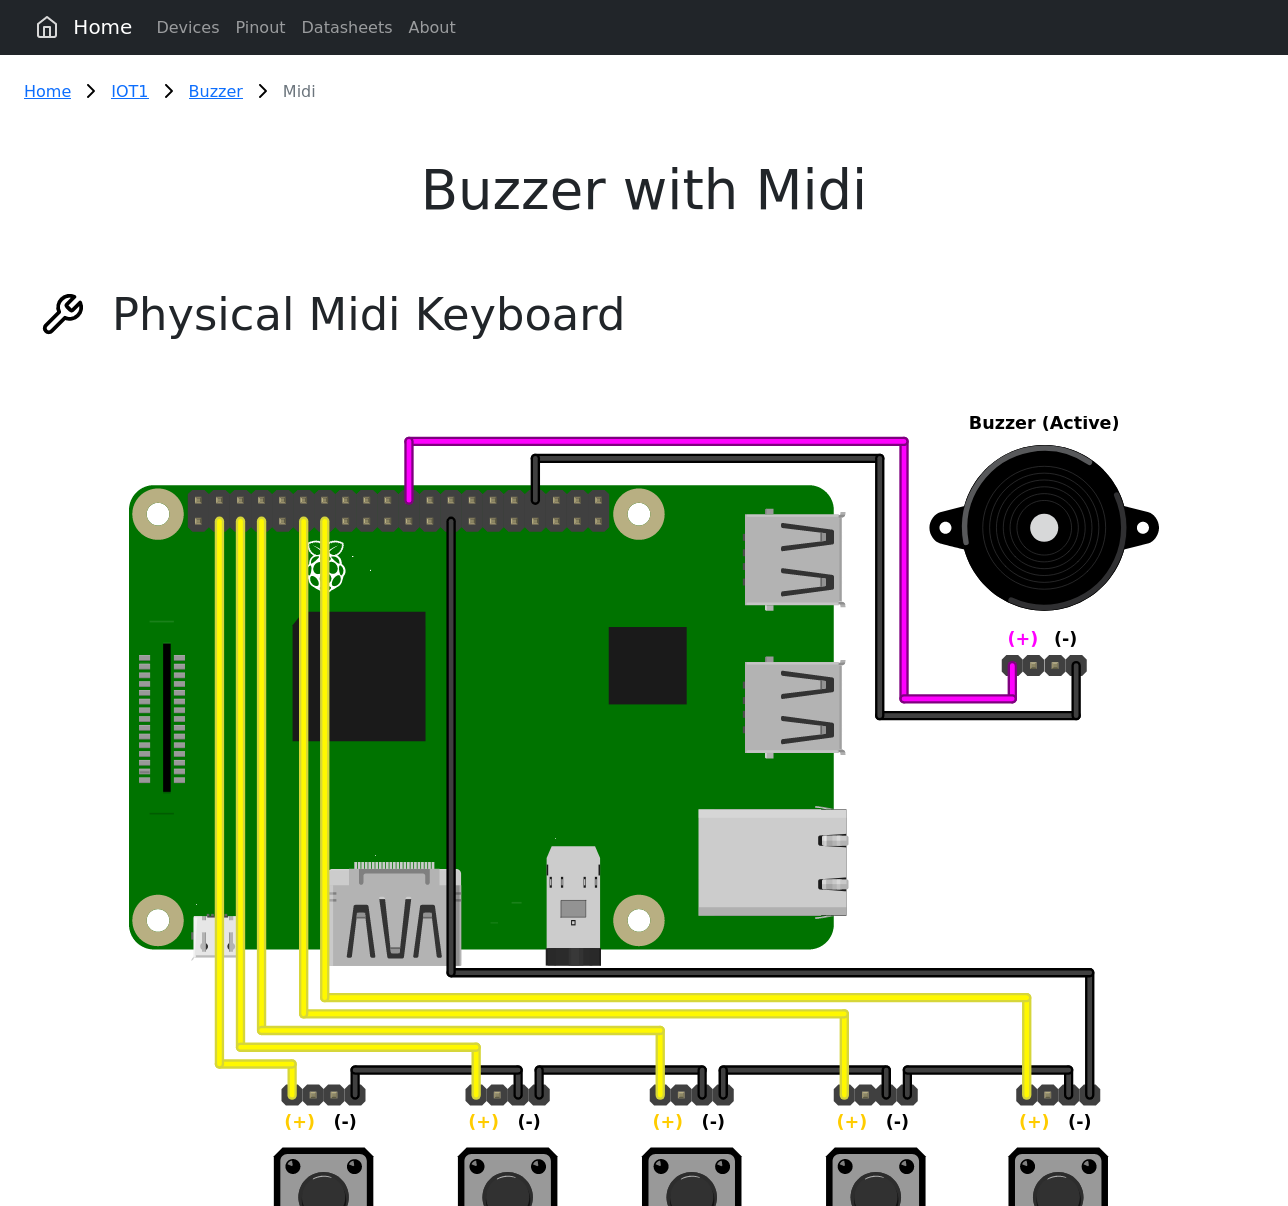 Home Devices Pinout Datasheets About
Home IOT1 Buzzer Midi
Buzzer with Midi
Physical Midi Keyboard
Buzzer (Active)
(+) (-)
(+) (-) (+) (-) (+) (-) (+) (-) (+) (-)